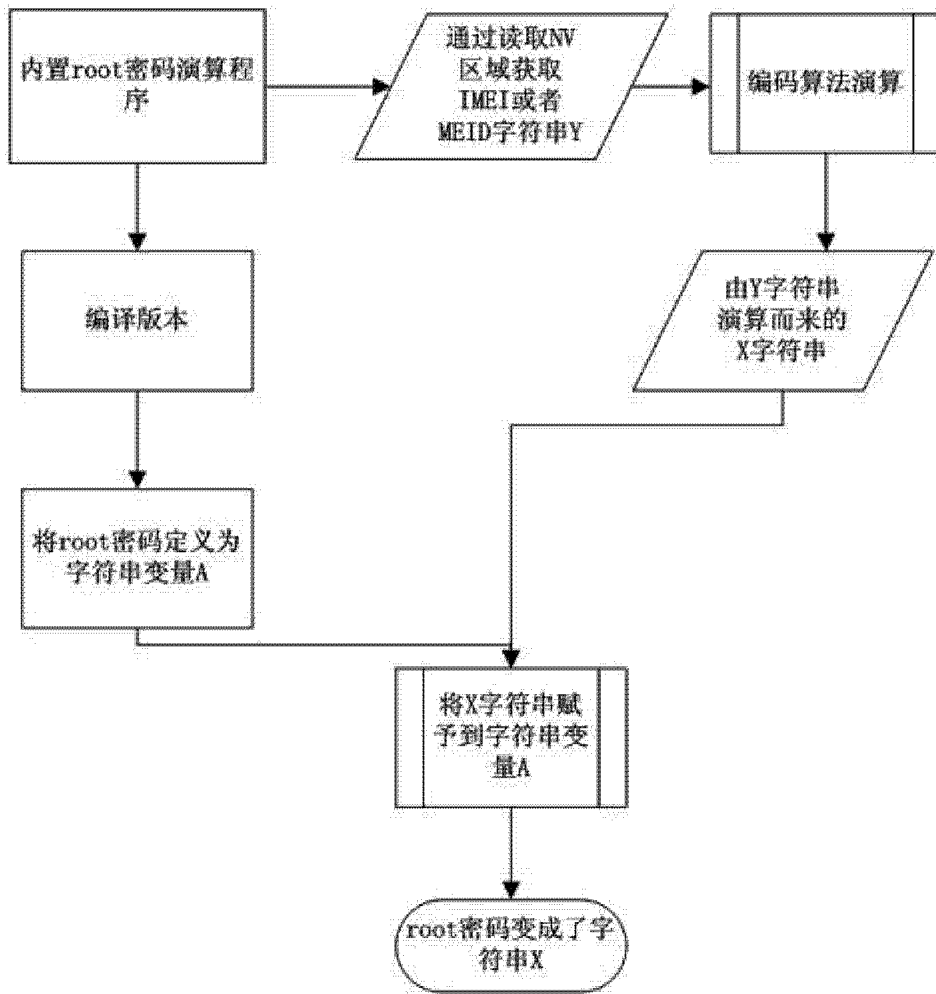 内置root密码演算程
序
通过读取NV
区域获取
IMEI或者
MEID字符串Y
编码算法演算
编译版本
由Y字符串
演算而来的
X字符串
将root密码定义为
字符串变量A
将X字符串赋
予到字符串变
量A
root密码变成了字
符串X